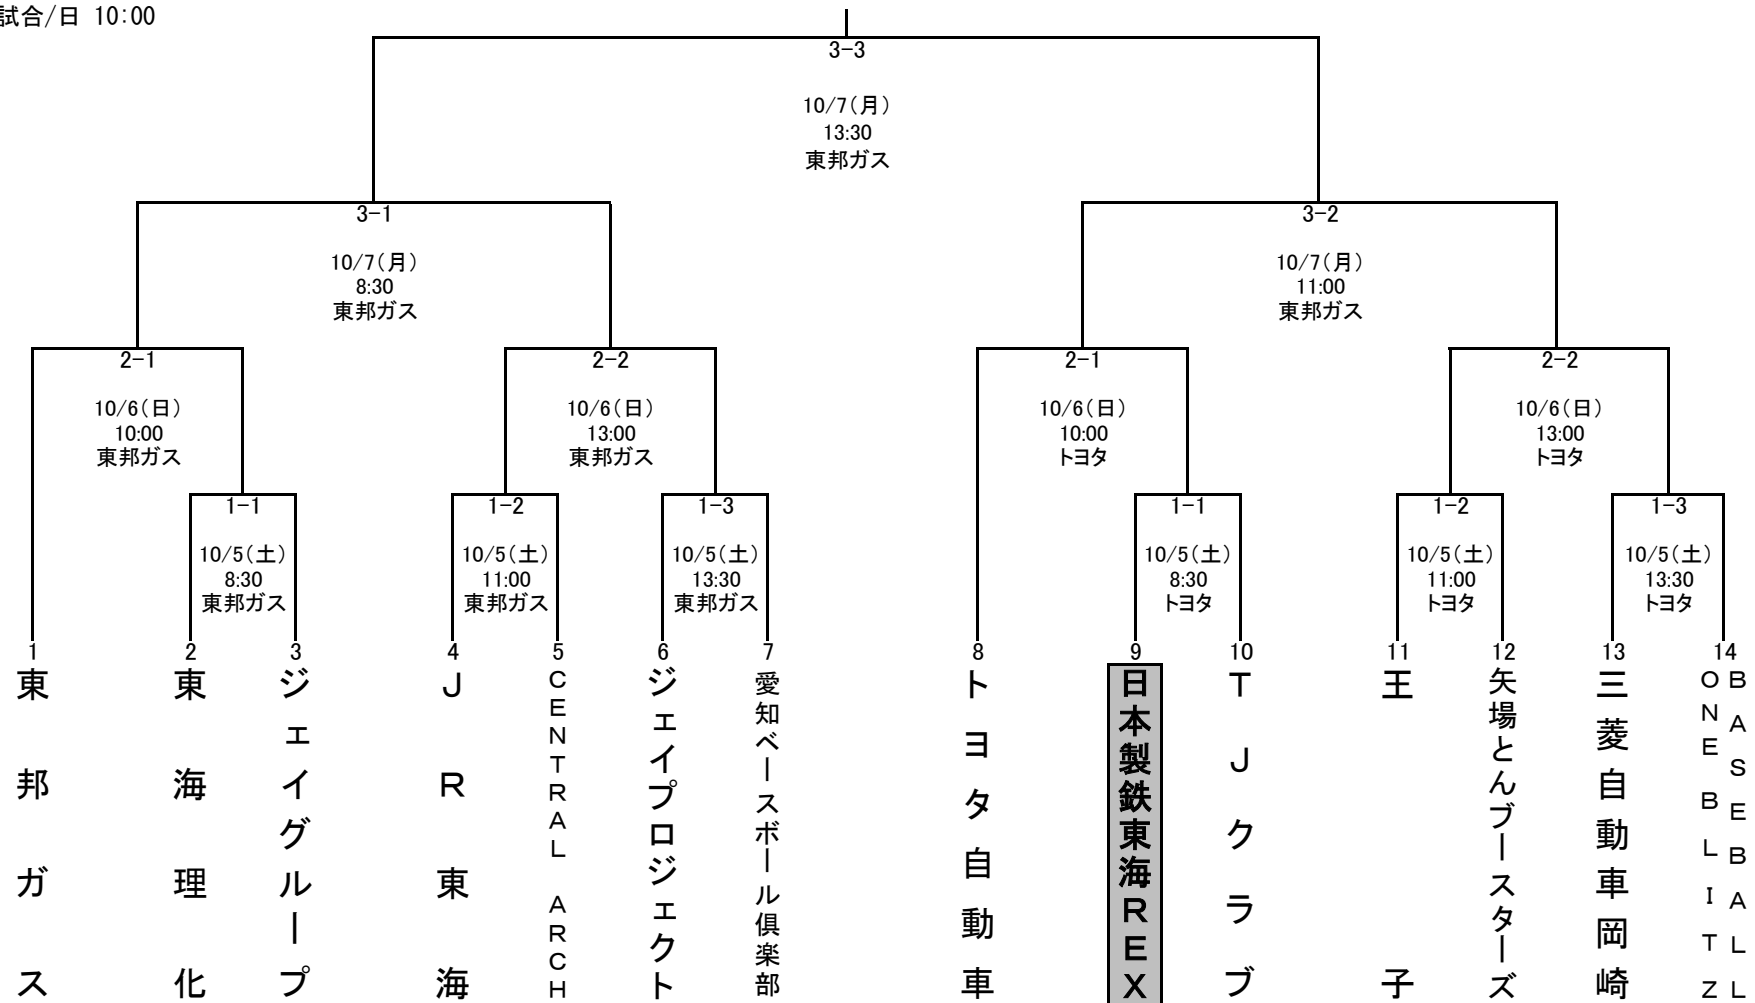 試合/日 10:00
3-3
10/7(月)
13:30
東邦ガス
3-1
10/7(月)
8:30
東邦ガス
3-2
10/7(月)
11:00
東邦ガス
2-1
10/6(日)
10:00
東邦ガス
2-2
10/6(日)
13:00
東邦ガス
2-1
10/6(日)
10:00
トヨタ
2-2
10/6(日)
13:00
トヨタ
1-1
10/5(土)
8:30
東邦ガス
1-2
10/5(土)
11:00
東邦ガス
1-3
10/5(土)
13:30
東邦ガス
1-1
10/5(土)
8:30
トヨタ
1-2
10/5(土)
11:00
トヨタ
1-3
10/5(土)
13:30
トヨタ
1
東邦ガス
2
東海理化
3
ジェイグループ
4
JR東海
5
CENTRAL ARCH
6
ジェイプロジェクト
7
愛知ベースボール倶楽部
8
トヨタ自動車
9
日本製鉄東海REX
10
TJクラブ
11
王子
12
矢場とんブースターズ
13
三菱自動車岡崎
14
BASEBALL
ONE BLITZ